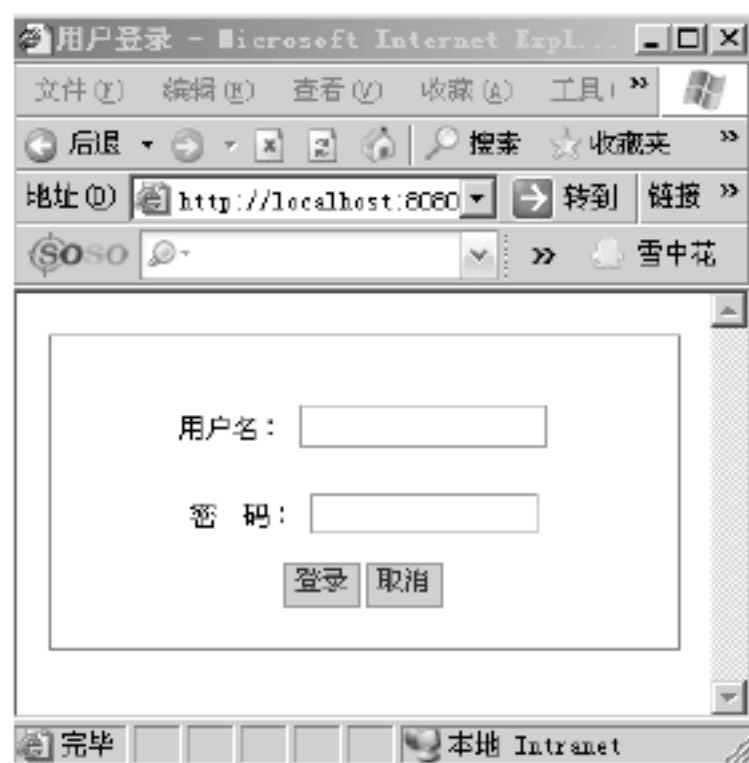 用户登录 - Microsoft Internet Expl...
文件(F) 编辑(E) 查看(V) 收藏(A) 工具( »
后退 搜索 收藏夹 »
地址(D) http://localhost:8080 转到 链接 »
SOSO » 雪中花
用户名：
密 码：
登录 取消
完毕 本地 Intranet